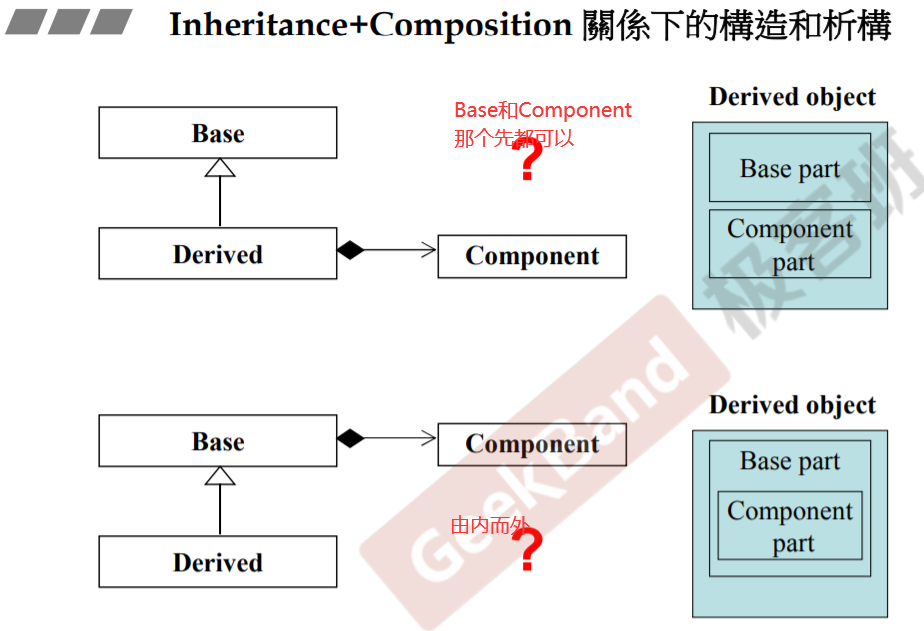 Inheritance+Composition 關係下的構造和析構
Base和Component
那个先都可以
?
Base
Derived
Component
Derived object
Base part
Component
part
Base
Component
由内而外
?
Derived
Derived object
Base part
Component
part
GeekBand 极客班